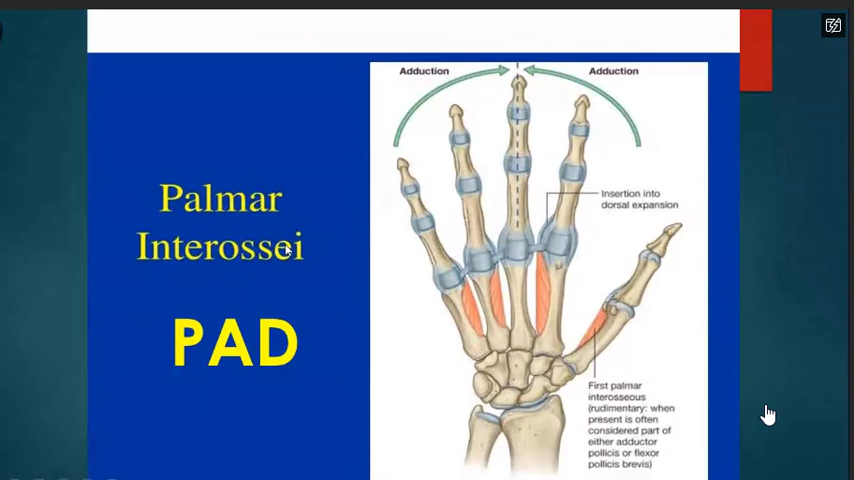 Palmar
Interossei
PAD
Adduction
Adduction
Insertion into
dorsal expansion
First palmar
interosseous
(rudimentary: when
present is often
considered part of
either adductor
pollicis or flexor
pollicis brevis)